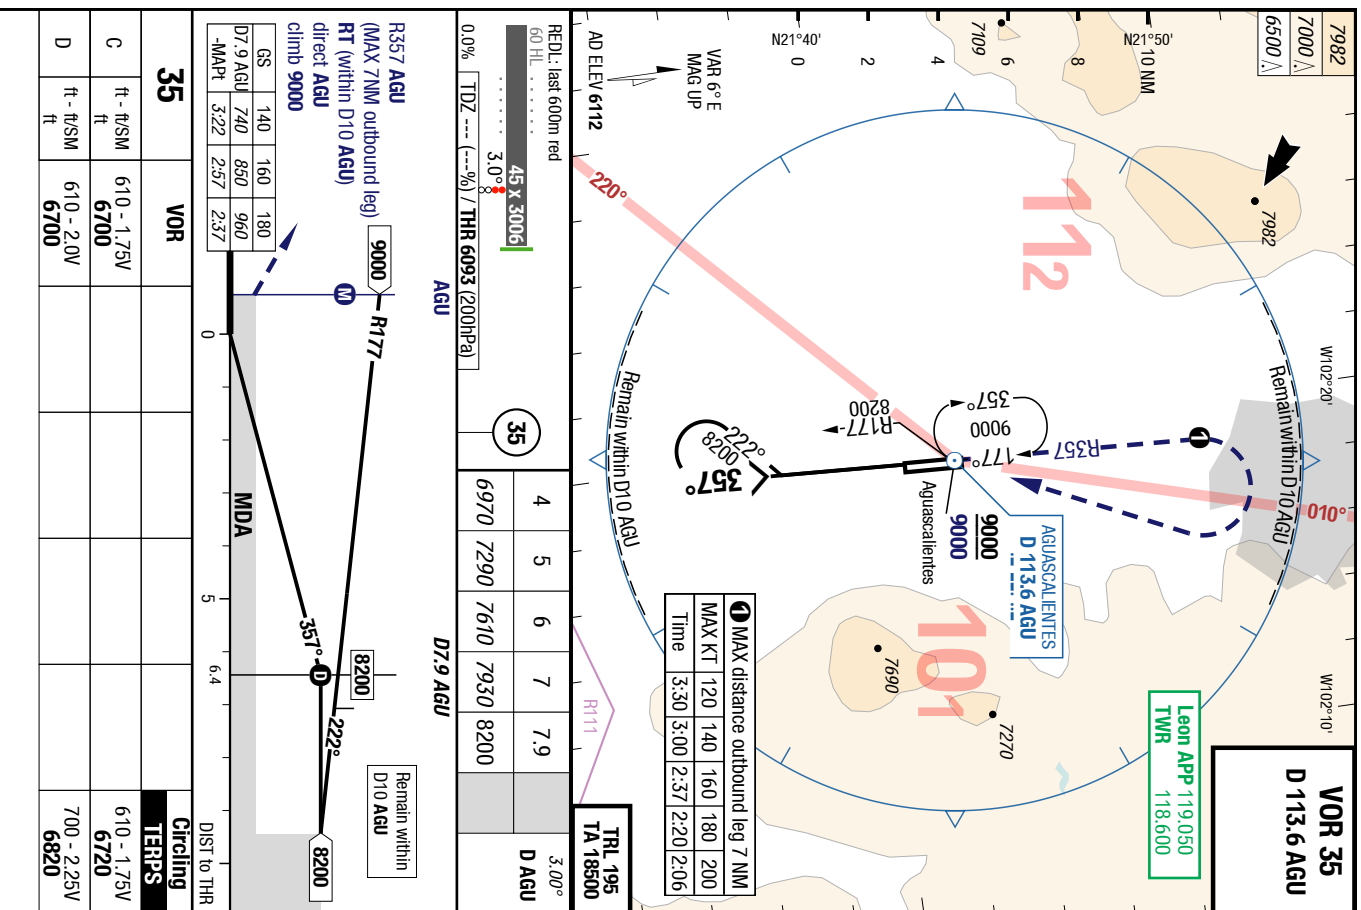 VOR 35
D 113.6 AGU
7982
7000
6500
Leon APP 119.050
TWR 118.600
W102°20'
W102°10'
N21°50'
N21°40'
10 NM
8
6
4
2
0
7109
7982
11₂
10₁
7690
7270
220°
010°
Remain within D10 AGU
Remain within D10 AGU
AGUASCALIENTES
D 113.6 AGU
9000
9000
Aguascalientes
R357
1
357°
9000
177°
R177
8200
222°
8200
357°
VAR 6° E
MAG UP
AD ELEV 6112
R111
1 MAX distance outbound leg 7 NM
MAX KT 120 140 160 180 200
Time 3:30 3:00 2:37 2:20 2:06
TRL 195
TA 18500
REDL: last 600m red
60 HL
45 x 3006
3.0°
0.0%
TDZ --- (---%) / THR 6093 (200hPa)
35
4 5 6 7 7.9
6970 7290 7610 7930 8200
3.00°
D AGU
AGU
D7.9 AGU
R357 AGU
(MAX 7NM outbound leg)
RT (within D10 AGU)
direct AGU
climb 9000
9000
R177
M
8200
D
222°
357°
8200
Remain within
D10 AGU
MDA
0
5
6.4
DIST to THR
GS 140 160 180
D7.9 AGU 740 850 960
-MAPt 3:22 2:57 2:37
35 VOR Circling
TERPS
C ft - ft/SM 610 - 1.75V 610 - 1.75V
ft 6700 6720
D ft - ft/SM 610 - 2.0V 700 - 2.25V
ft 6700 6820